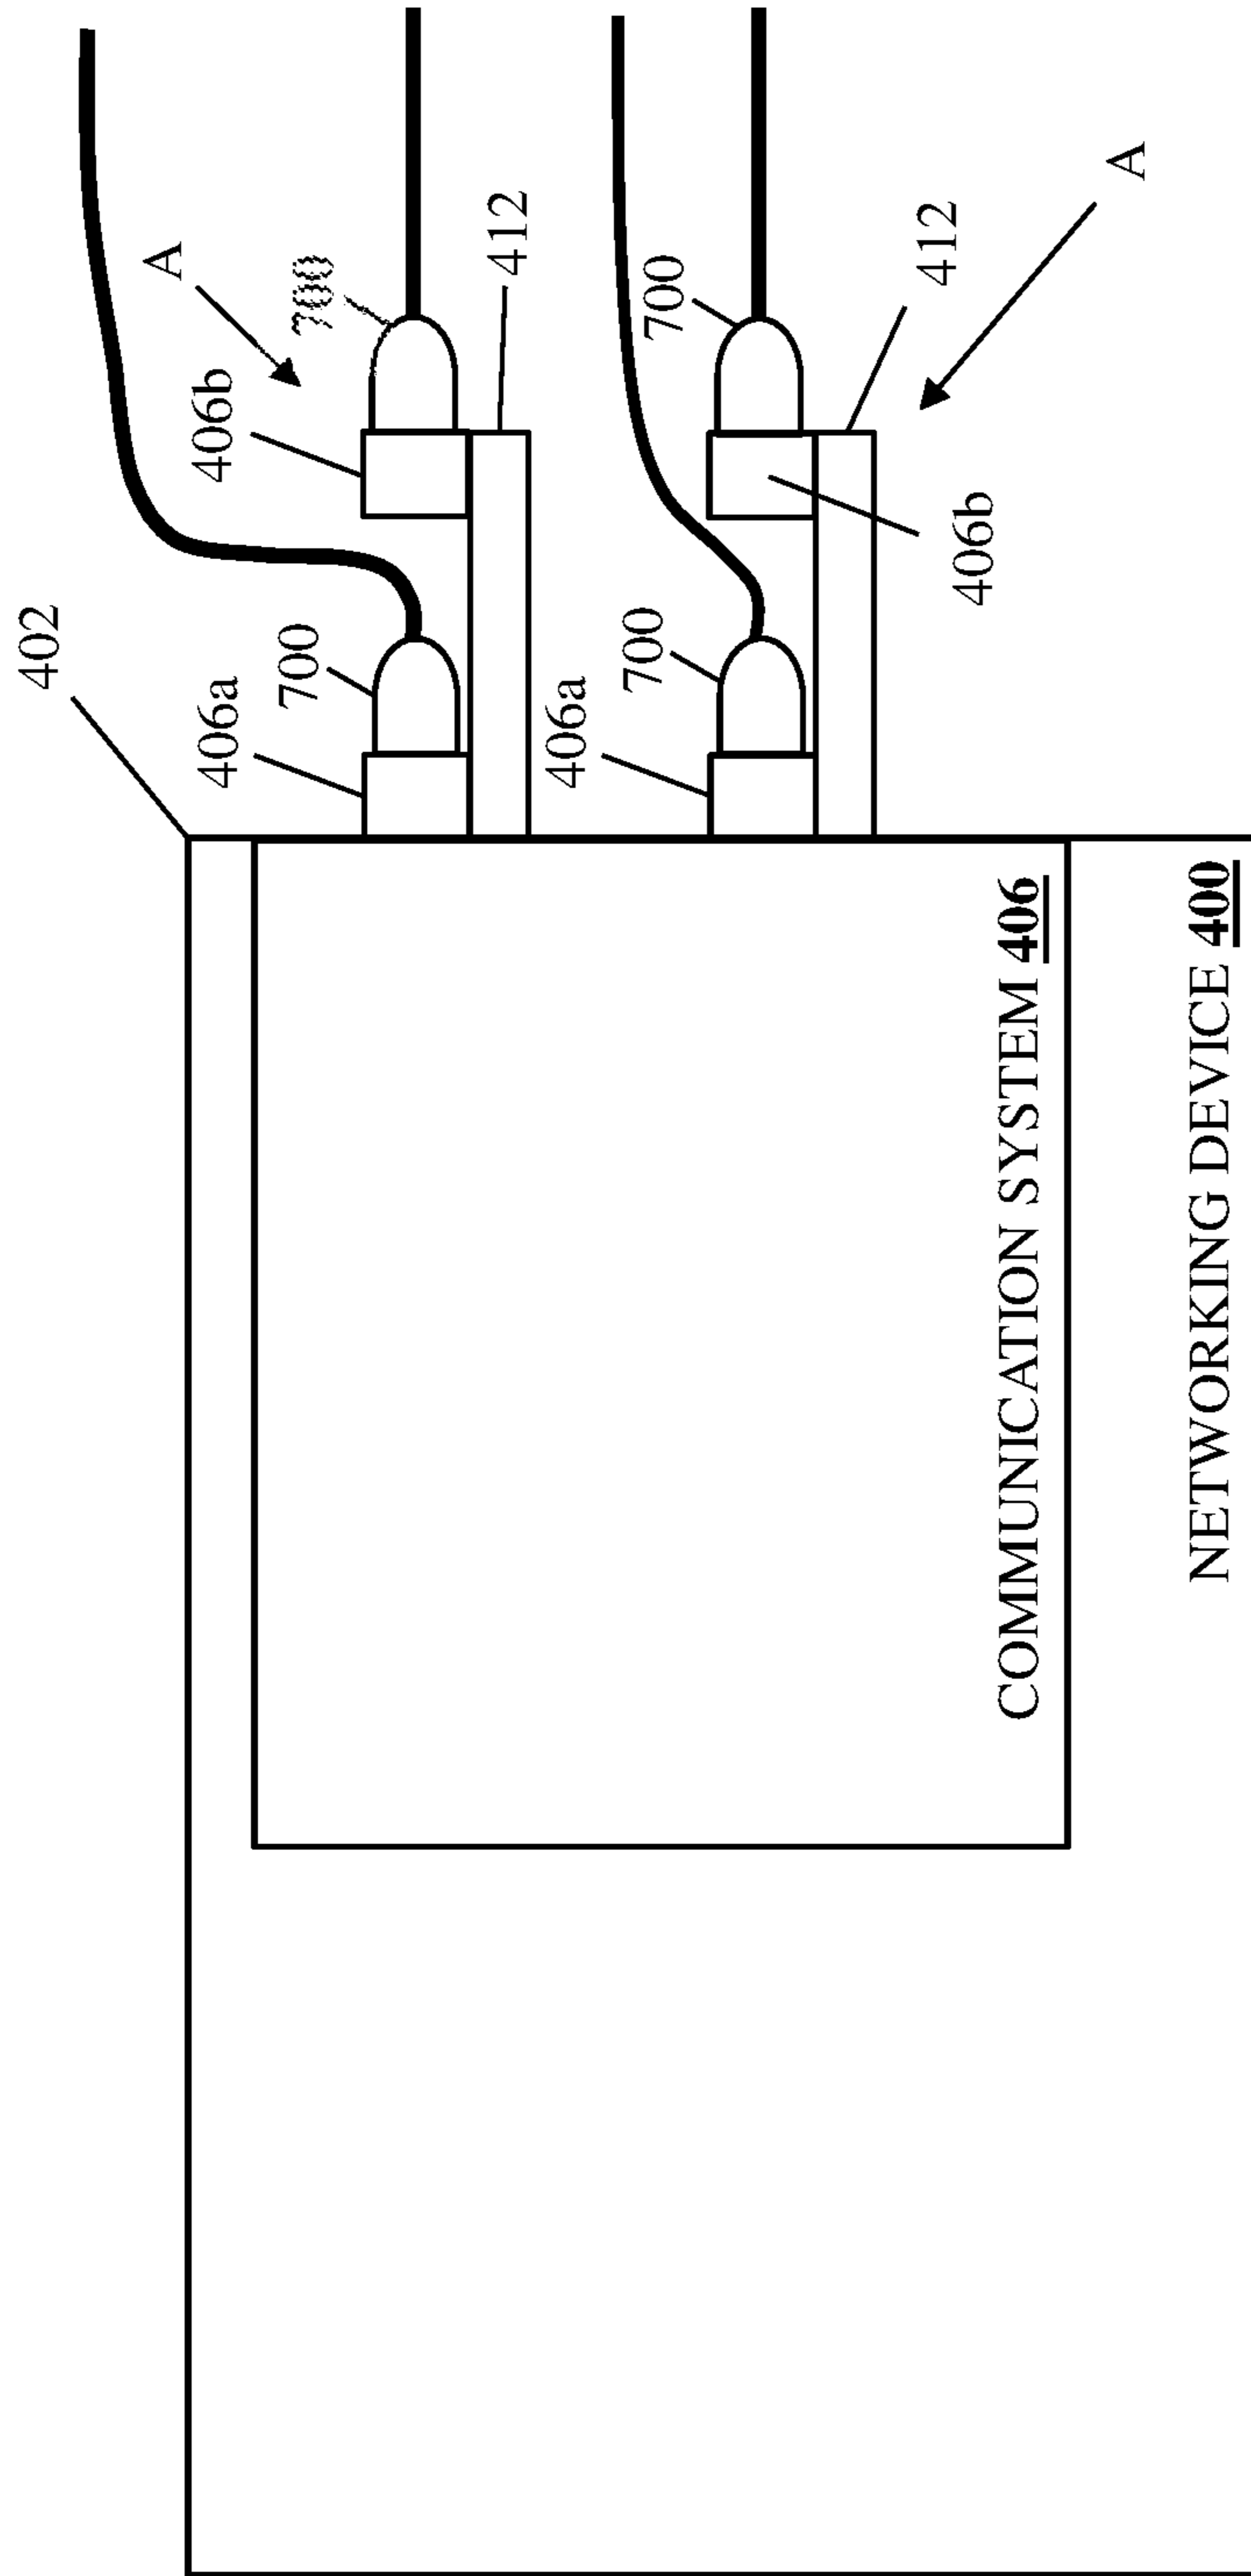 402
A
406a
406b
700
700
412
406a
700
700
412
406b
COMMUNICATION SYSTEM 406
A
NETWORKING DEVICE 400